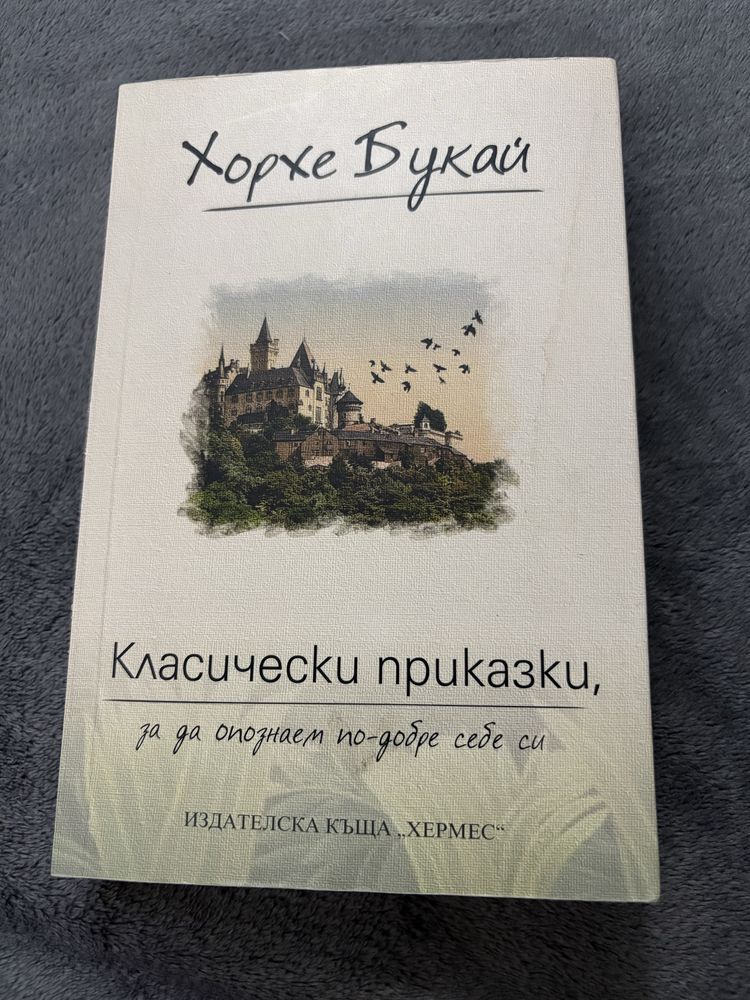 Хорхе Букай
Класически приказки,
за да опознаем по-добре себе си
ИЗДАТЕЛСКА КЪЩА „ХЕРМЕС“